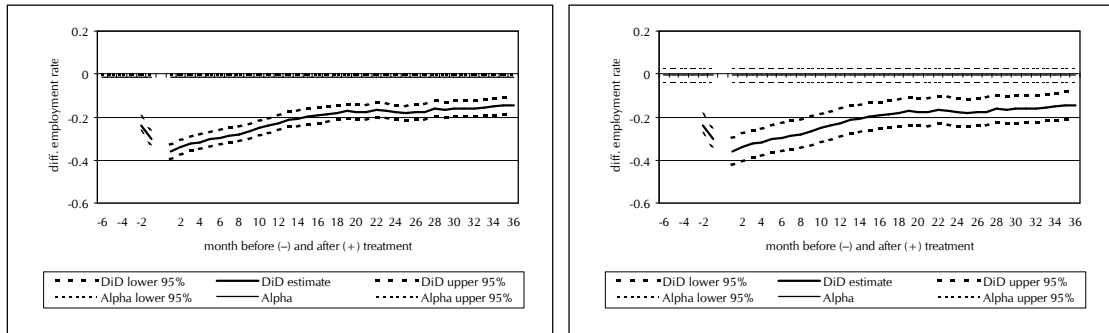 0.2
0
-0.2
-0.4
-0.6
diff. employment rate
-6 -4 -2 2 4 6 8 10 12 14 16 18 20 22 24 26 28 30 32 34 36
month before (–) and after (+) treatment
DiD lower 95% DiD estimate DiD upper 95%
Alpha lower 95% Alpha Alpha upper 95%
0.2
0
-0.2
-0.4
-0.6
diff. employment rate
-6 -4 -2 2 4 6 8 10 12 14 16 18 20 22 24 26 28 30 32 34 36
month before (–) and after (+) treatment
DiD lower 95% DiD estimate DiD upper 95%
Alpha lower 95% Alpha Alpha upper 95%